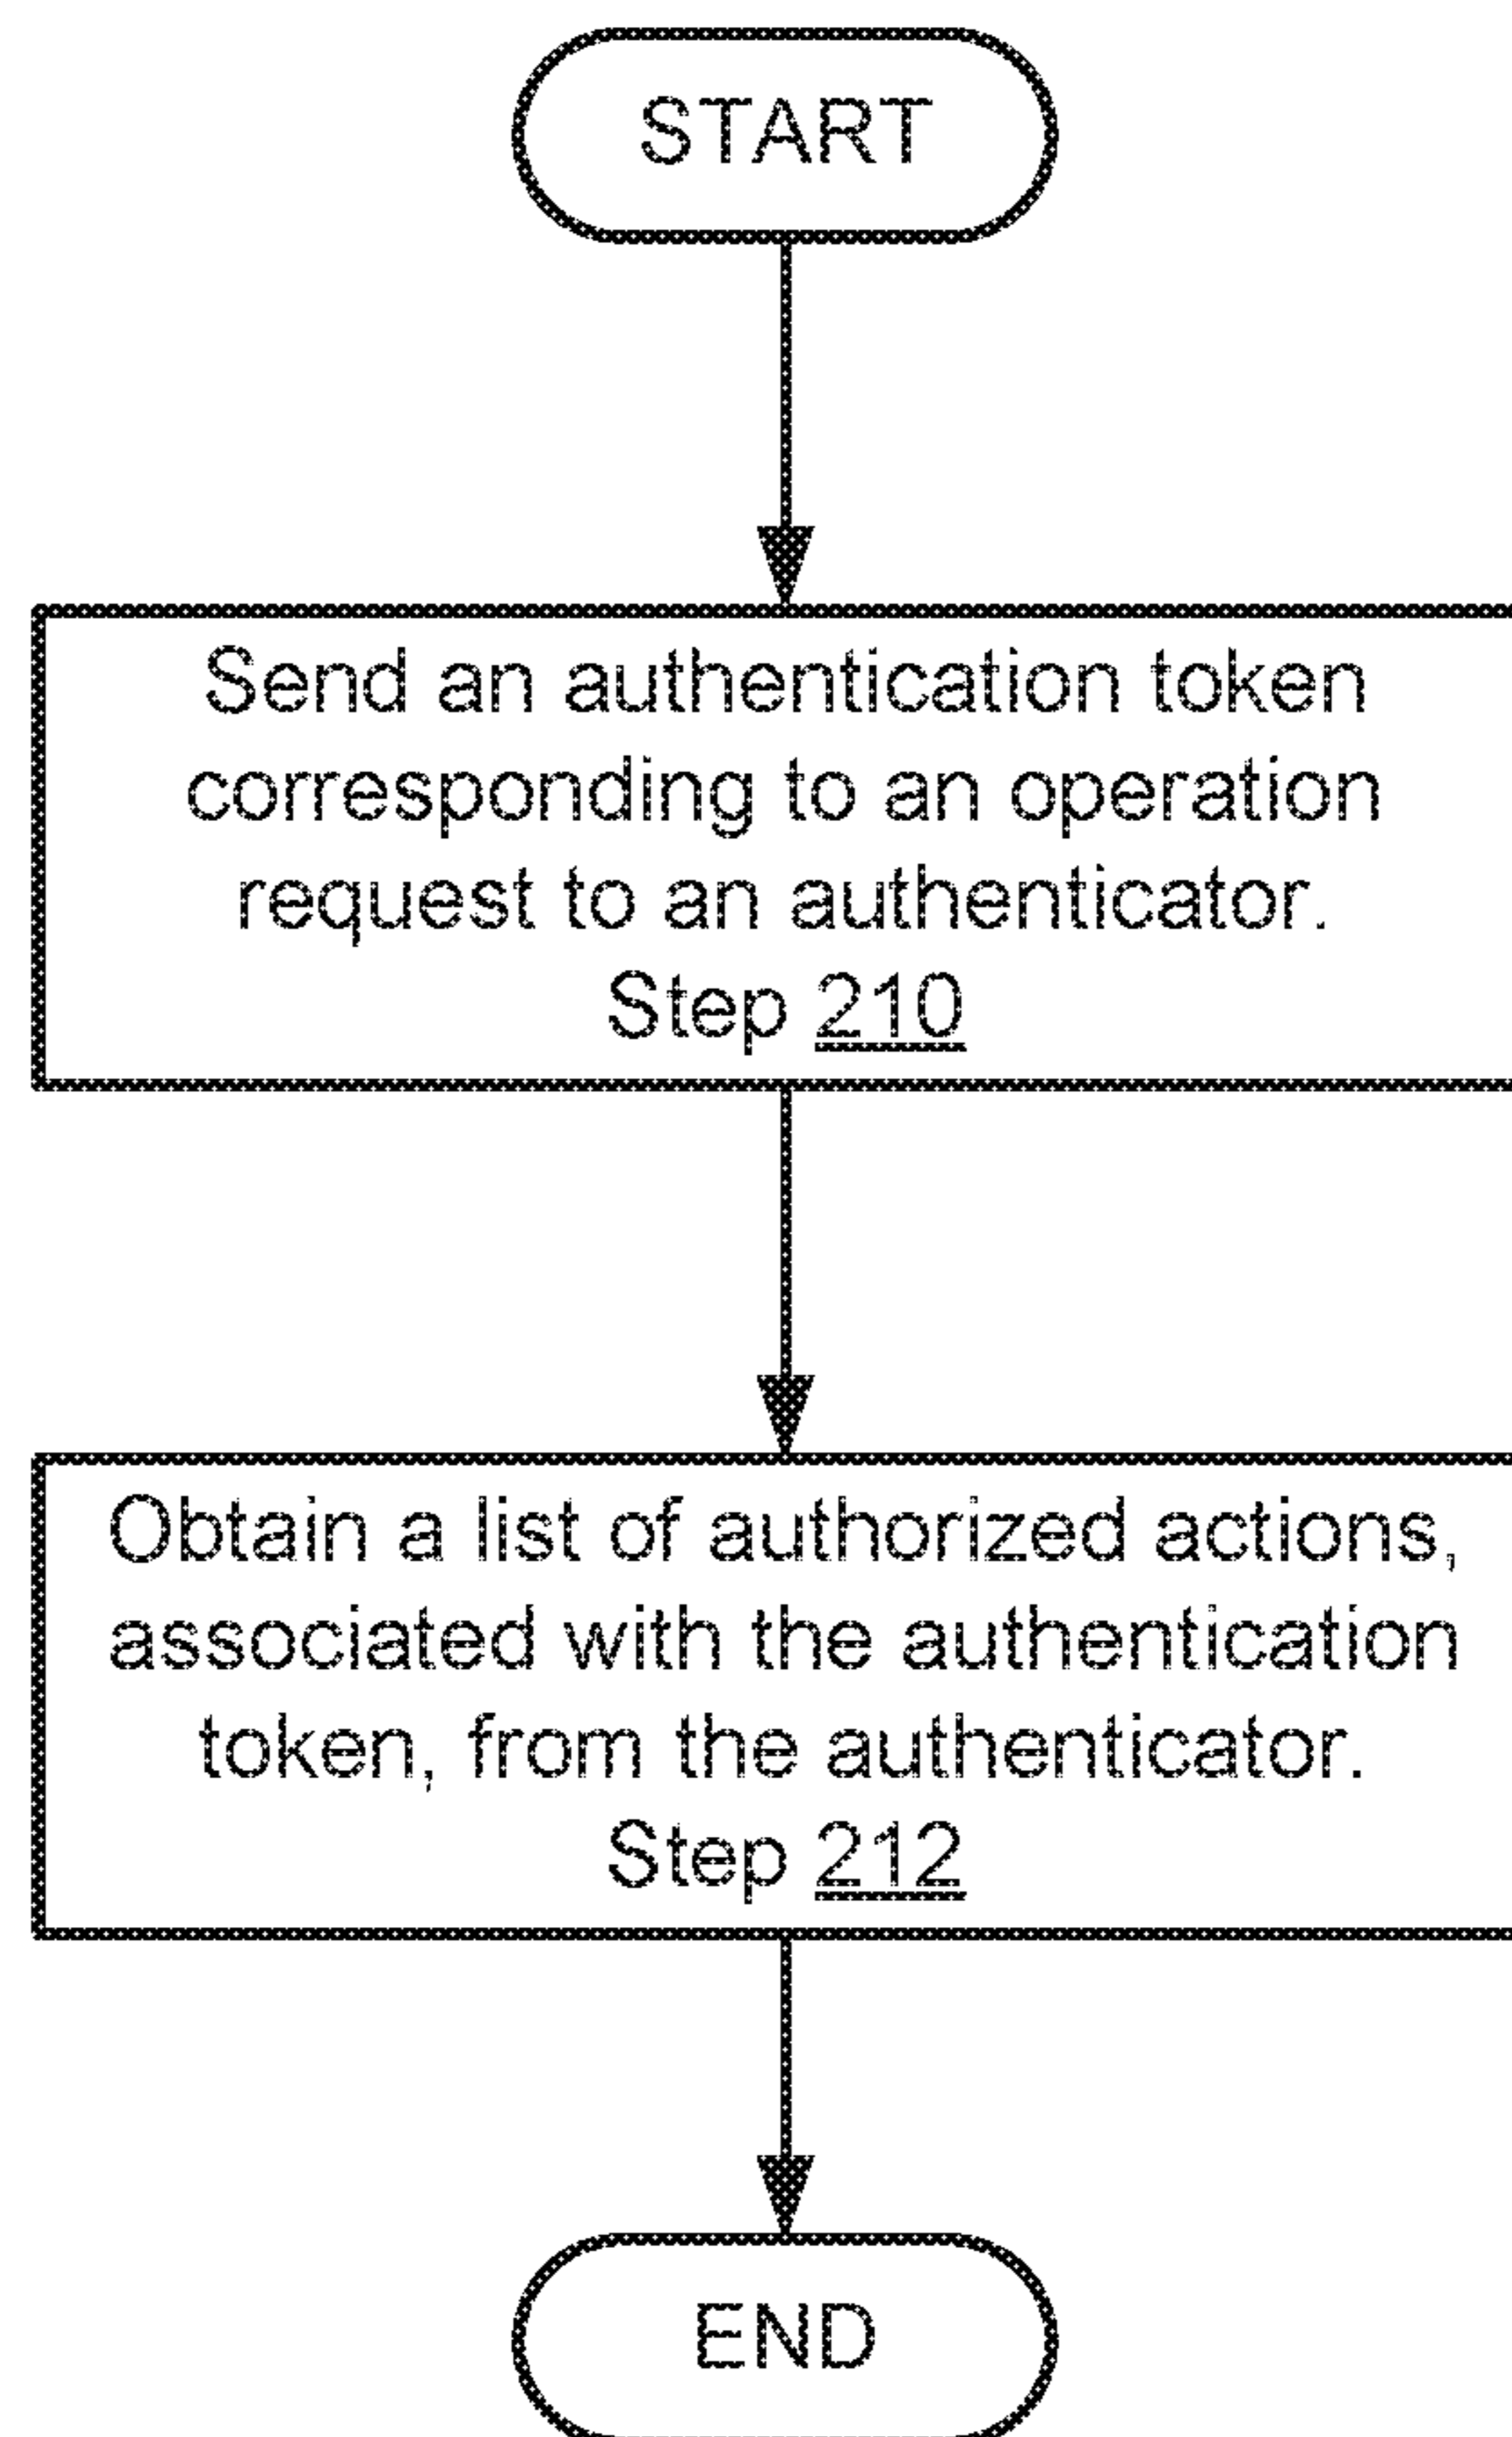 START
Send an authentication token
corresponding to an operation
request to an authenticator.
Step 210
Obtain a list of authorized actions,
associated with the authentication
token, from the authenticator.
Step 212
END